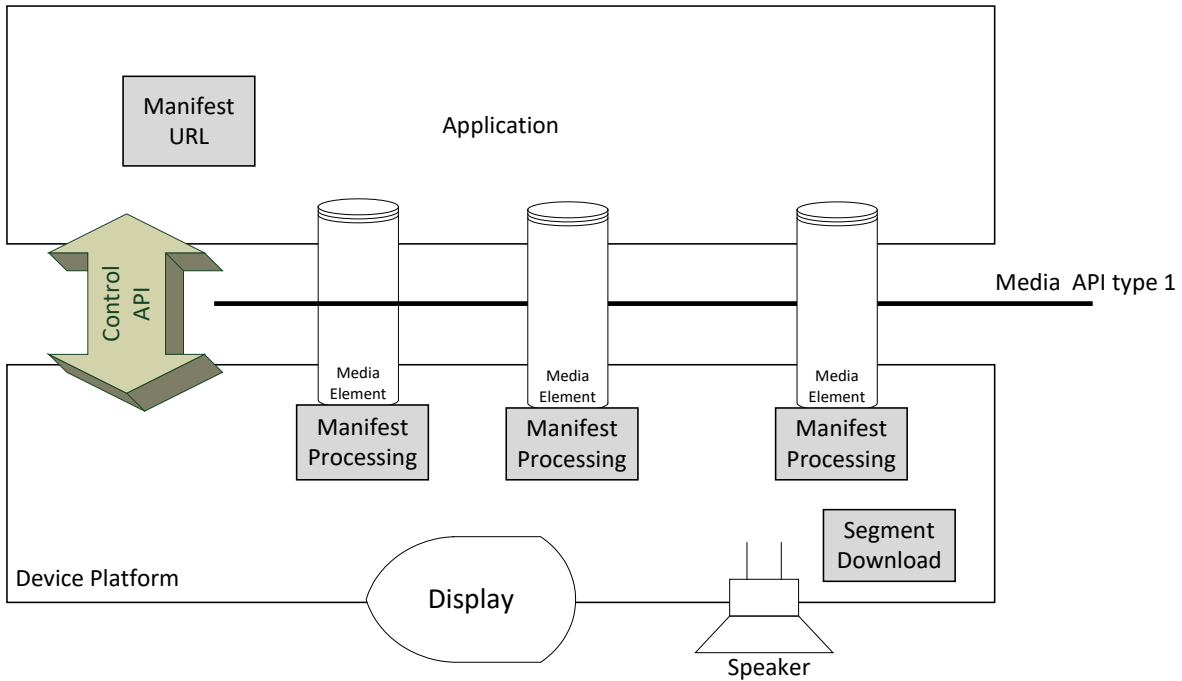 Manifest
URL
Application
Control
API
Media API type 1
Media
Element
Media
Element
Media
Element
Manifest
Processing
Manifest
Processing
Manifest
Processing
Segment
Download
Device Platform
Display
Speaker